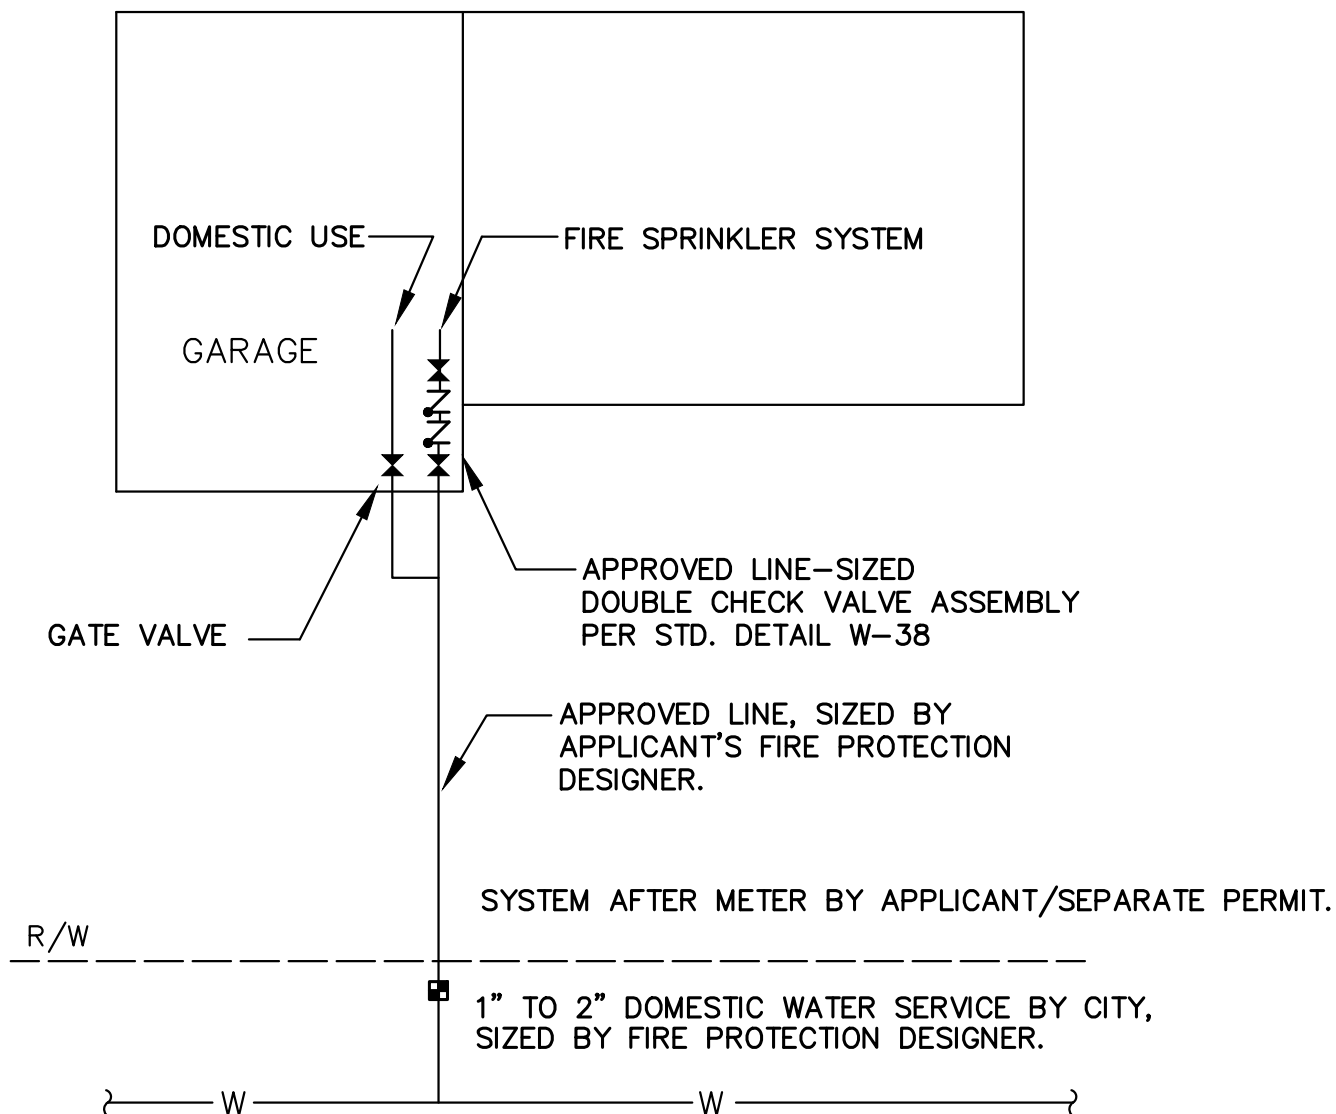 DOMESTIC USE
FIRE SPRINKLER SYSTEM
GARAGE
APPROVED LINE-SIZED
DOUBLE CHECK VALVE ASSEMBLY
PER STD. DETAIL W-38
GATE VALVE
APPROVED LINE, SIZED BY
APPLICANT'S FIRE PROTECTION
DESIGNER.
SYSTEM AFTER METER BY APPLICANT/SEPARATE PERMIT.
R/W
1" TO 2" DOMESTIC WATER SERVICE BY CITY,
SIZED BY FIRE PROTECTION DESIGNER.
W W